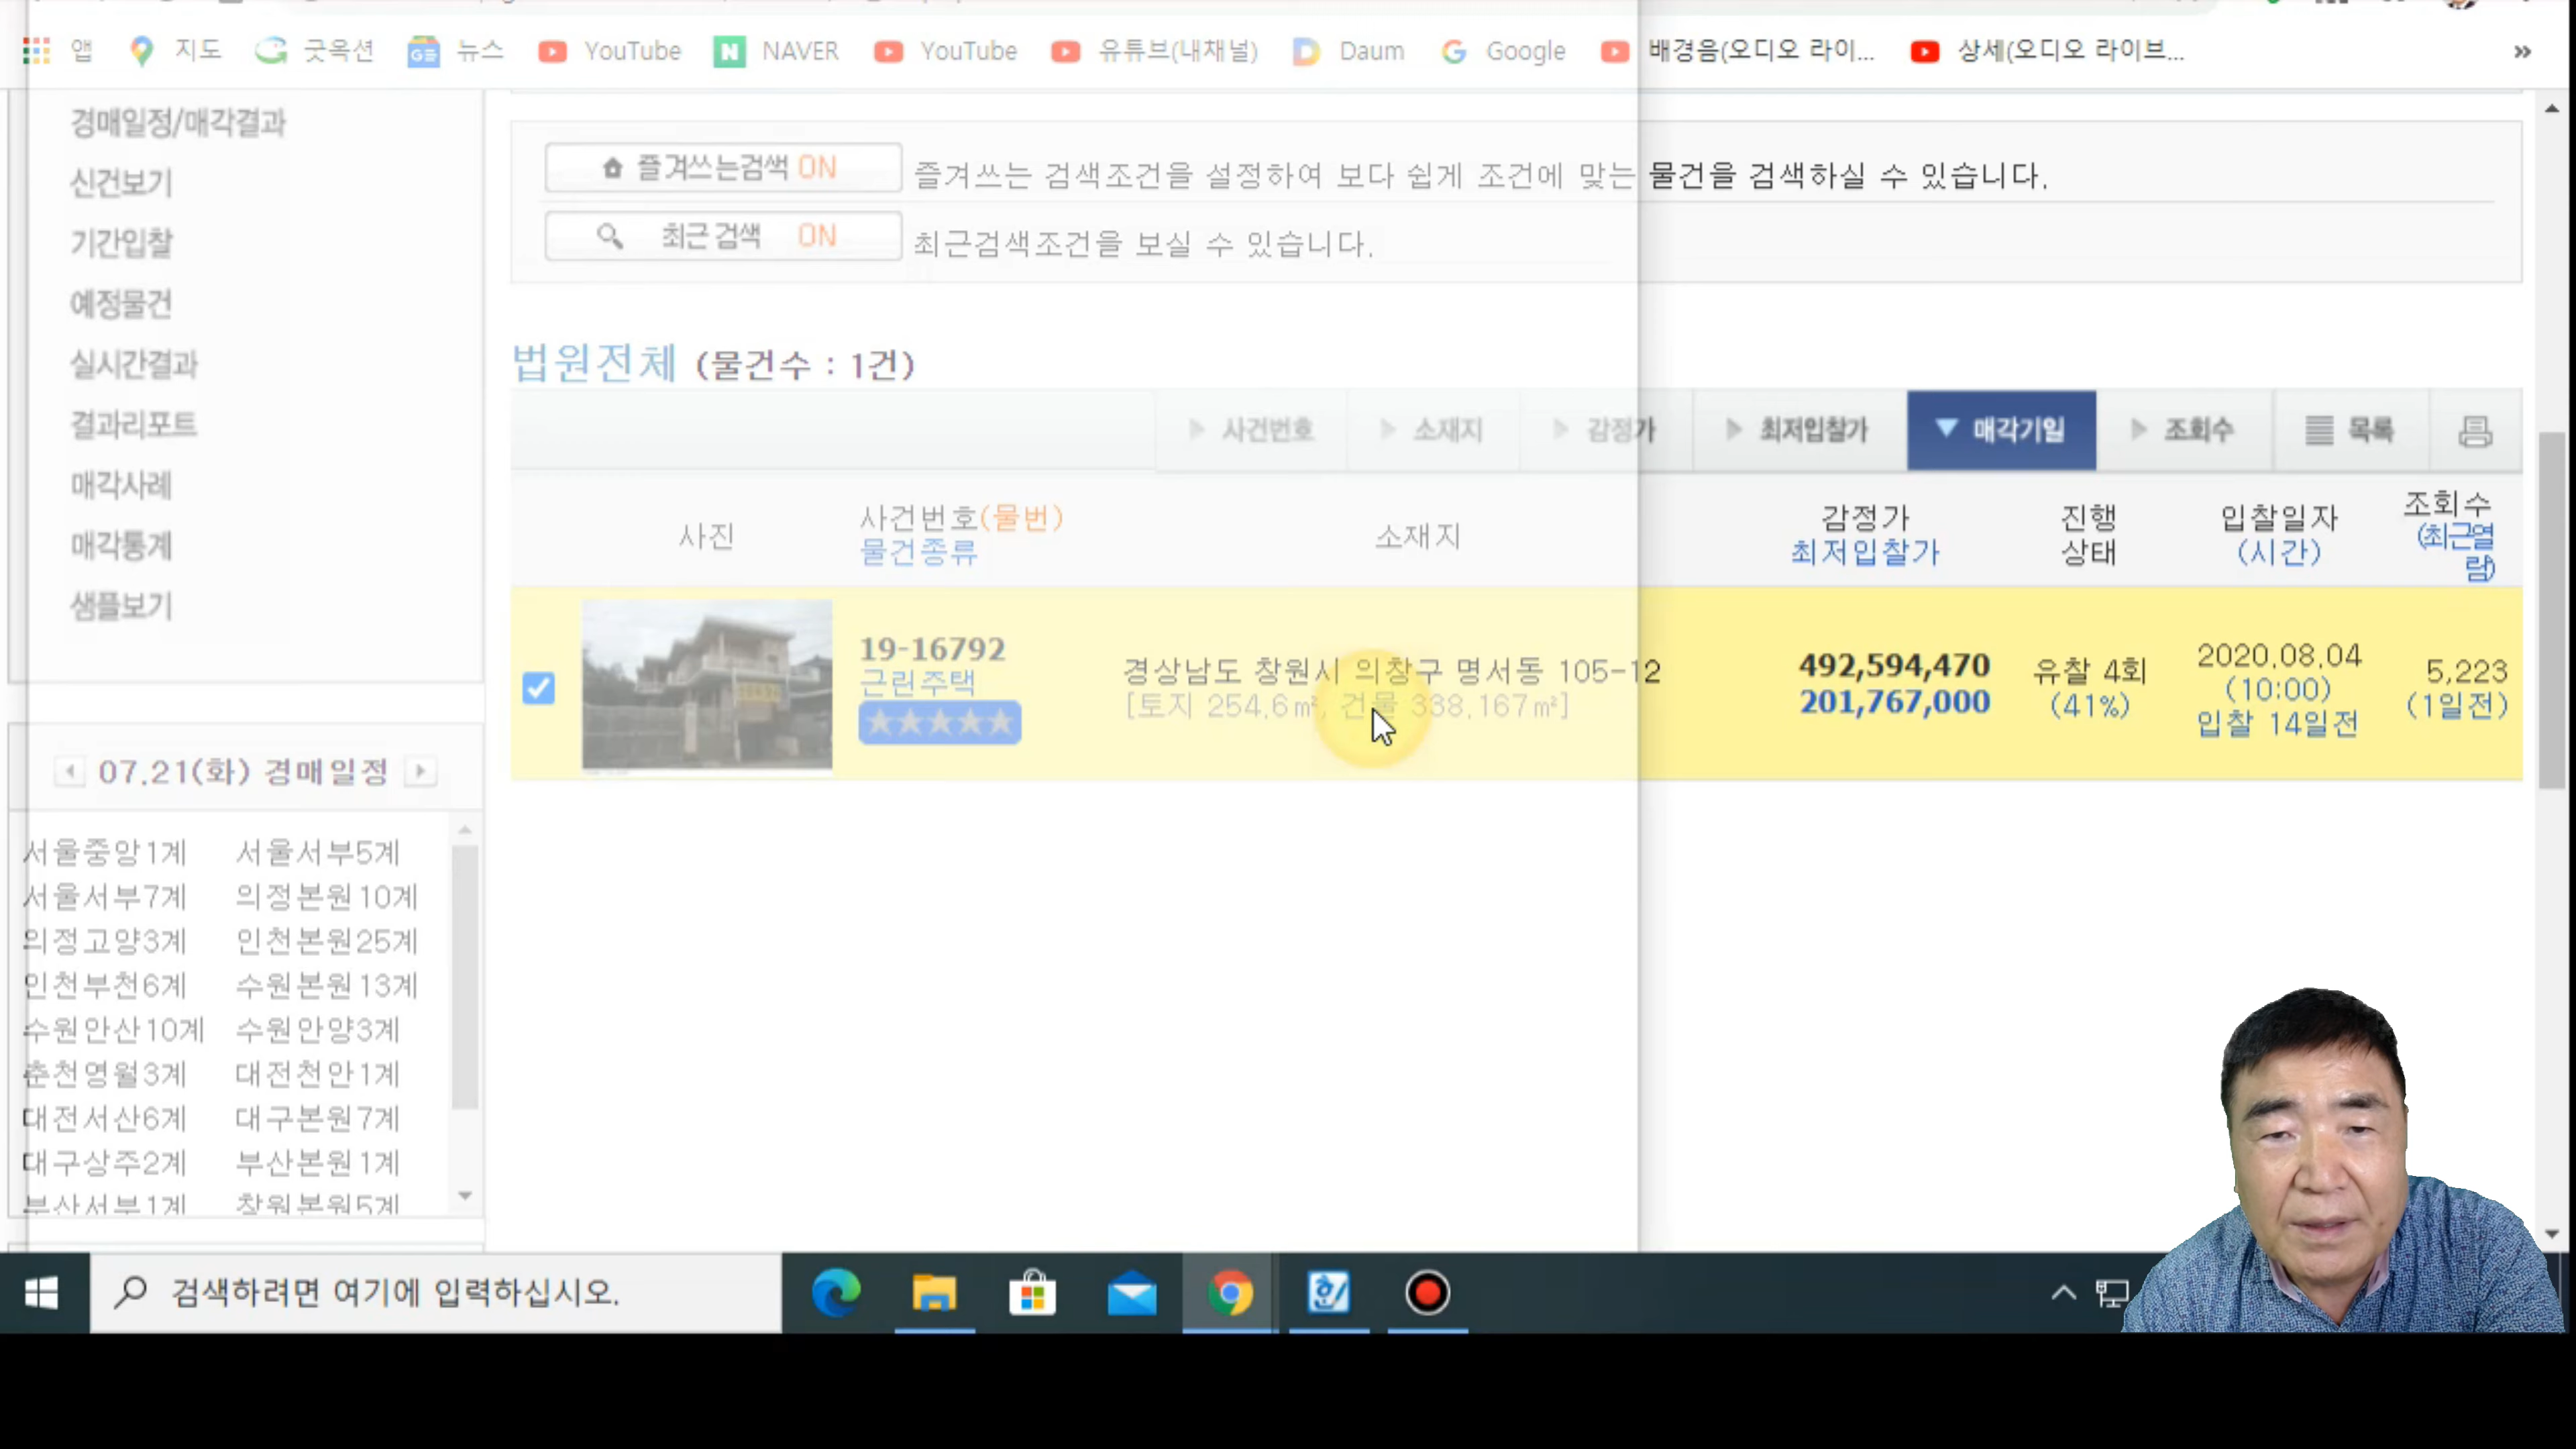 앱 지도 굿옥션 뉴스 YouTube NAVER YouTube 유튜브(내채널) Daum Google 배경음(오디오 라이... 상세(오디오 라이브... »
경매일정/매각결과
신건보기
기간입찰
예정물건
실시간결과
결과리포트
매각사례
매각통계
샘플보기
즐겨쓰는검색 ON 즐겨쓰는 검색조건을 설정하여 보다 쉽게 조건에 맞는 물건을 검색하실 수 있습니다.
최근 검색 ON 최근검색조건을 보실 수 있습니다.
법원전체 (물건수 : 1건)
사건번호 소재지 감정가 최저입찰가 매각기일 조회수 목록
사진
사건번호(물번)
물건종류
소재지
감정가
최저입찰가
진행
상태
입찰일자
(시간)
조회수
(최근열
람)
19-16792
근린주택
★★★★★
경상남도 창원시 의창구 명서동 105-12
[토지 254.6㎡, 건물 338.167㎡]
492,594,470
201,767,000
유찰 4회
(41%)
2020.08.04
(10:00)
입찰 14일전
5,223
(1일전)
07.21(화) 경매일정
서울중앙1계 서울서부5계
서울서부7계 의정본원10계
의정고양3계 인천본원25계
인천부천6계 수원본원13계
수원안산10계 수원안양3계
춘천영월3계 대전천안1계
대전서산6계 대구본원7계
대구상주2계 부산본원1계
부산서부1계 창원본원5계
검색하려면 여기에 입력하십시오.